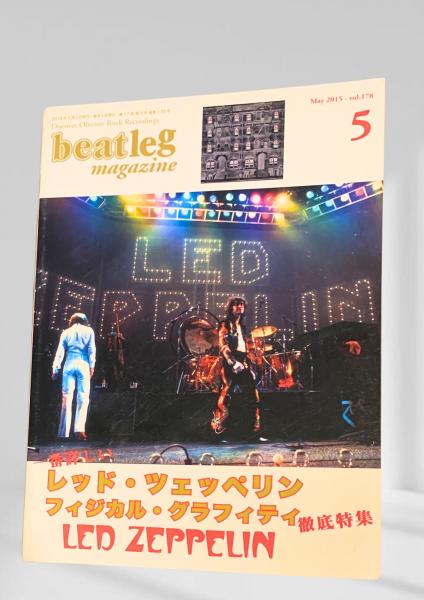 May 2015 - vol.178
5
Discover Obscure Rock Recordings
beatleg
magazine
LED
ZEPPELIN
一番詳しい
レッド・ツェッペリン
フィジカル・グラフィティ
徹底特集
LED ZEPPELIN